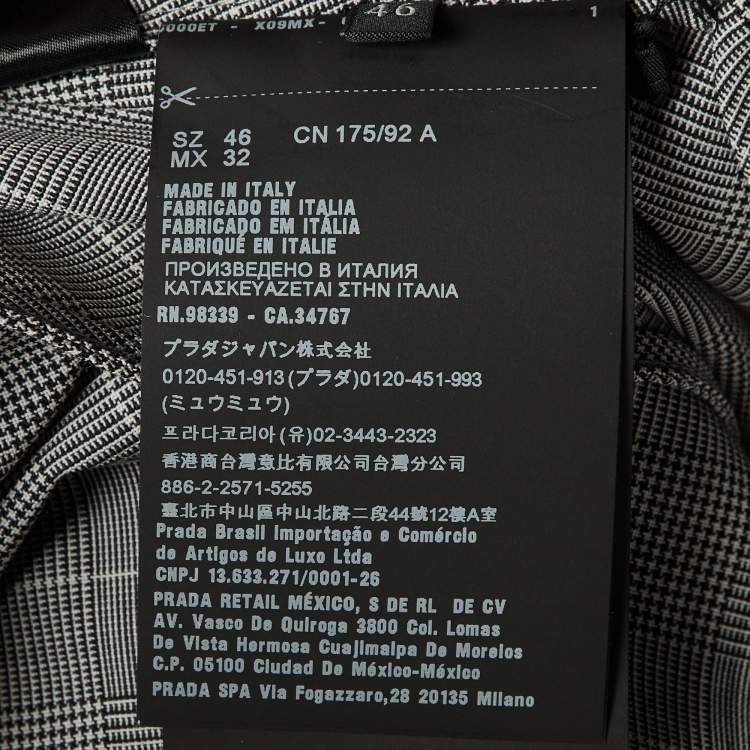 X09MX -
46
1
SZ 46 CN 175/92 A
MX 32
MADE IN ITALY
FABRICADO EN ITALIA
FABRICADO EM ITÁLIA
FABRIQUÉ EN ITALIE
ПРОИЗВЕДЕНО В ИТАЛИЯ
ΚΑΤΑΣΚΕΥΑΖΕΤΑΙ ΣΤΗΝ ΙΤΑΛΙΑ
RN.98339 - CA.34767
プラダジャパン株式会社
0120-451-913(プラダ)0120-451-993
(ミュウミュウ)
프라다코리아(유)02-3443-2323
香港商台灣意比有限公司台灣分公司
886-2-2571-5255
臺北市中山區中山北路二段44號12樓A室
Prada Brasil Importação e Comércio
de Artigos de Luxo Ltda
CNPJ 13.633.271/0001-26
PRADA RETAIL MÉXICO, S DE RL DE CV
AV. Vasco De Quiroga 3800 Col. Lomas
De Vista Hermosa Cuajimalpa De Morelos
C.P. 05100 Ciudad De México-México
PRADA SPA Via Fogazzaro,28 20135 Milano